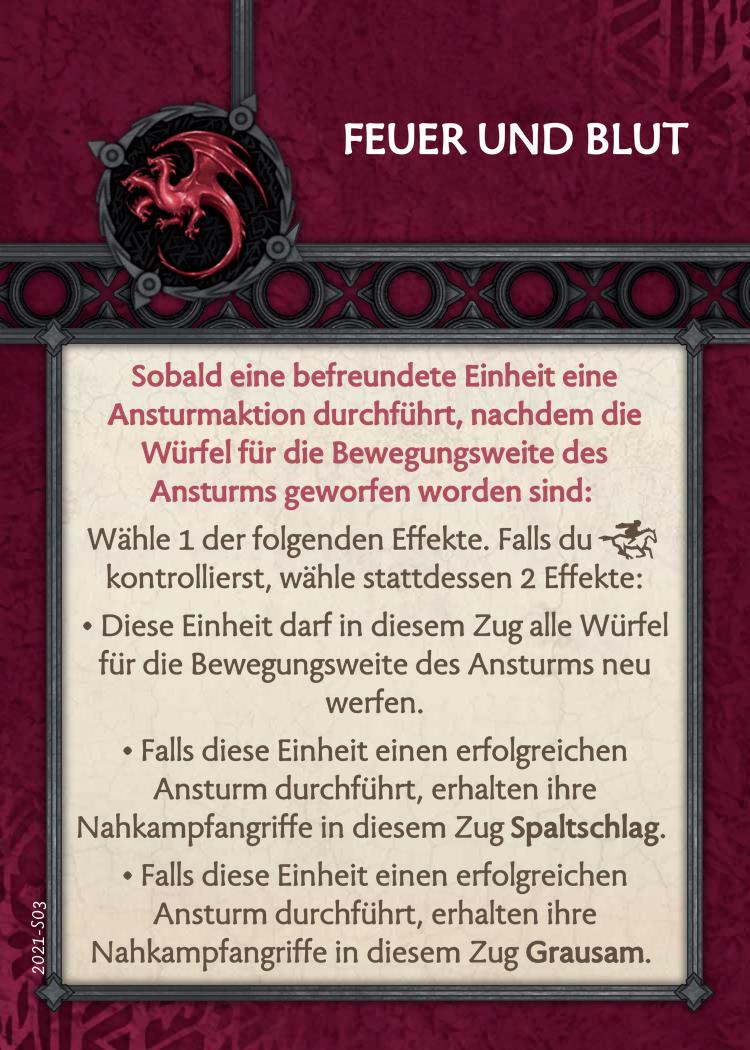 FEUER UND BLUT
Sobald eine befreundete Einheit eine
Ansturmaktion durchführt, nachdem die
Würfel für die Bewegungsweite des
Ansturms geworfen worden sind:
Wähle 1 der folgenden Effekte. Falls du
kontrollierst, wähle stattdessen 2 Effekte:
• Diese Einheit darf in diesem Zug alle Würfel
für die Bewegungsweite des Ansturms neu
werfen.
• Falls diese Einheit einen erfolgreichen
Ansturm durchführt, erhalten ihre
Nahkampfangriffe in diesem Zug Spaltschlag.
• Falls diese Einheit einen erfolgreichen
Ansturm durchführt, erhalten ihre
Nahkampfangriffe in diesem Zug Grausam.
2021-S03